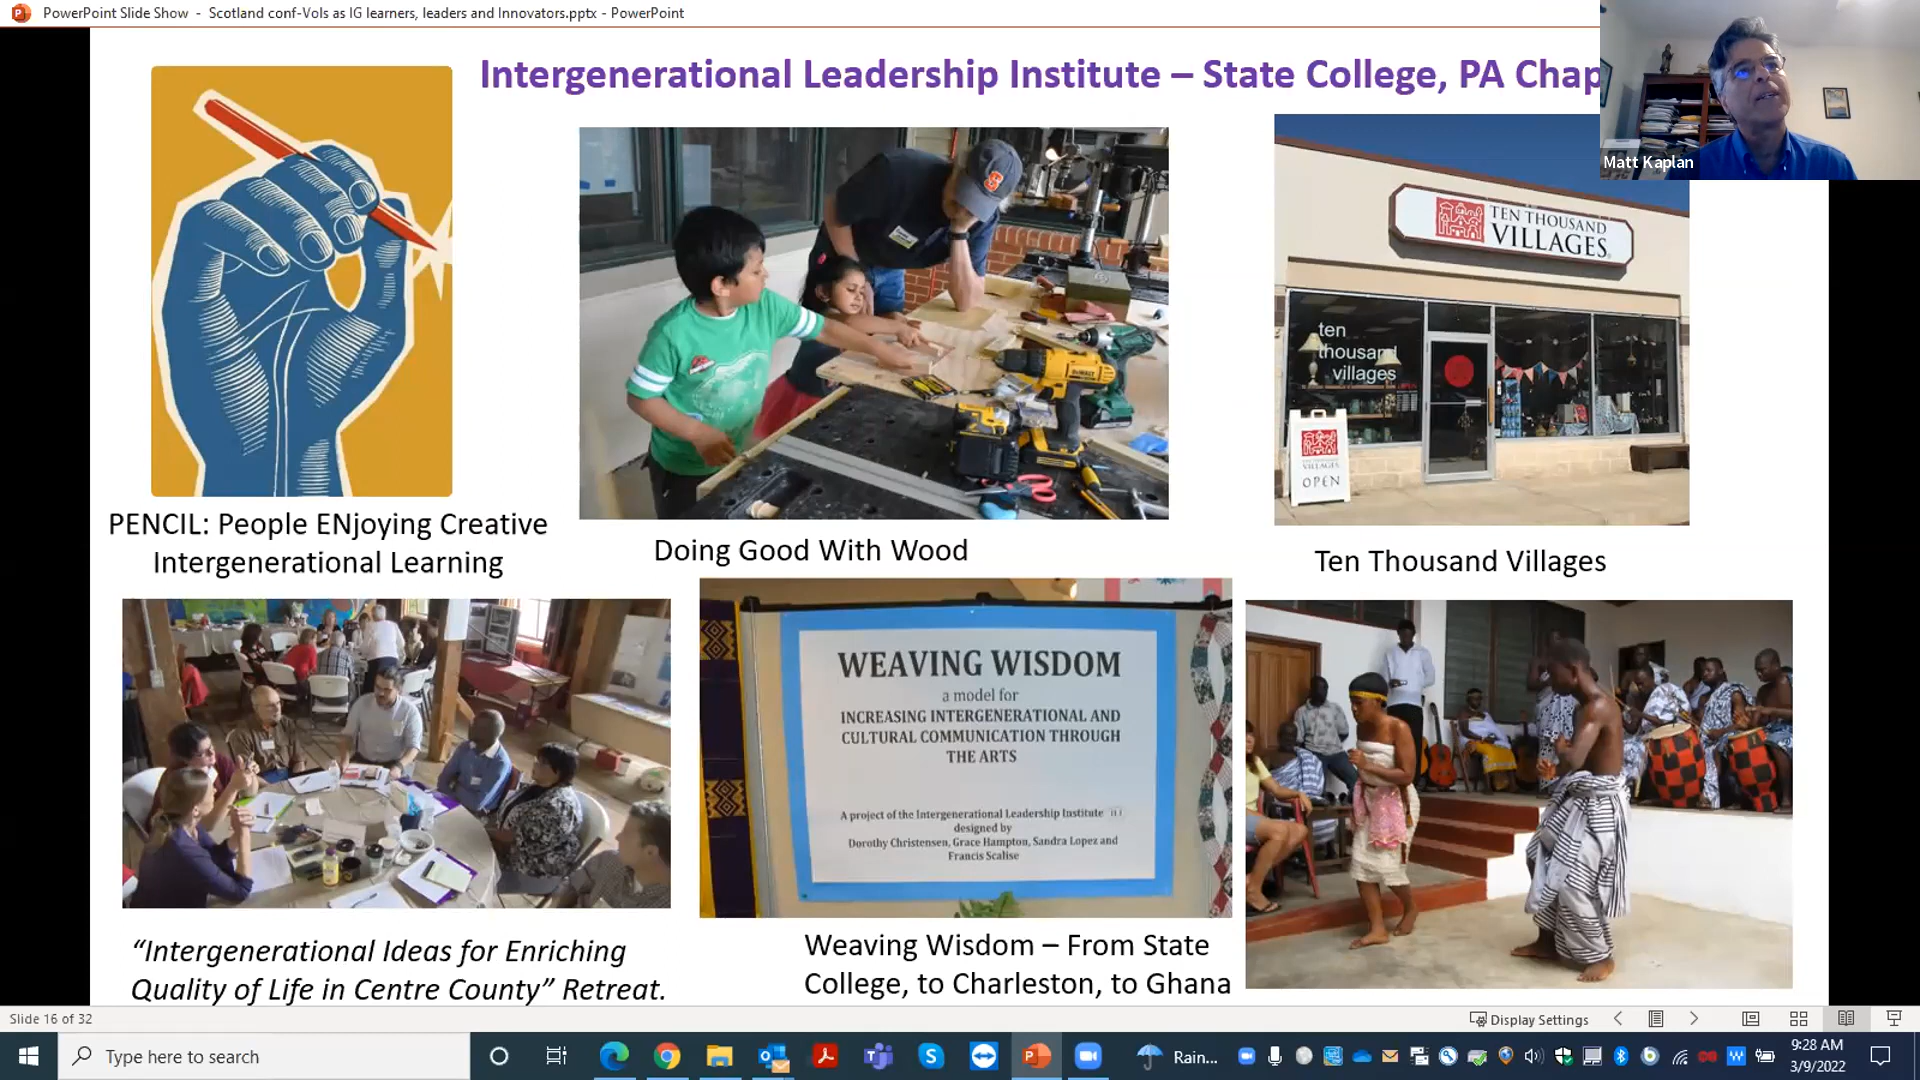 PowerPoint Slide Show - Scotland conf-Vols as IG learners, leaders and Innovators.pptx - PowerPoint
Intergenerational Leadership Institute – State College, PA Chap
Matt Kaplan
TEN THOUSAND
VILLAGES
ten
thousand
villages
OPEN
VILLAGES
OPEN
DEWALT
PENCIL: People ENjoying Creative
Intergenerational Learning
Doing Good With Wood
Ten Thousand Villages
WEAVING WISDOM
a model for
INCREASING INTERGENERATIONAL AND
CULTURAL COMMUNICATION THROUGH
THE ARTS
A project of the Intergenerational Leadership Institute
designed by
Dorothy Christensen, Grace Hampton, Sandra Lopez and
Francis Scalise
“Intergenerational Ideas for Enriching
Quality of Life in Centre County” Retreat.
Weaving Wisdom – From State
College, to Charleston, to Ghana
Slide 16 of 32
Display Settings
Type here to search
Rain...
9:28 AM
3/9/2022